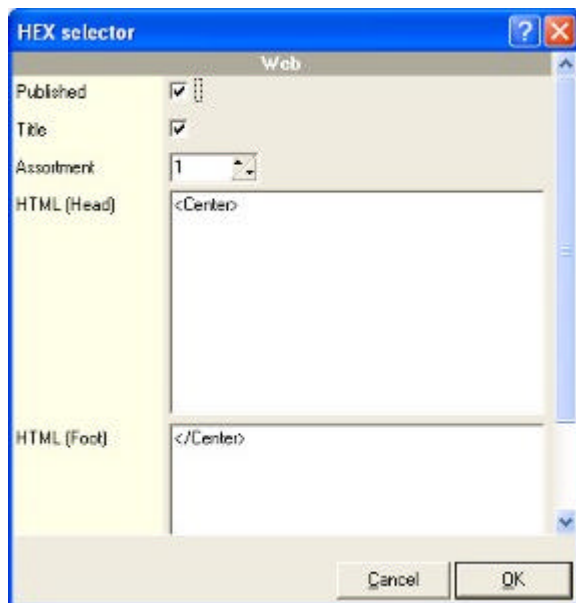 HEX selector
Web
Published
Title
Assortment
1
HTML (Head)
<Center>
HTML (Foot)
</Center>
Cancel
OK